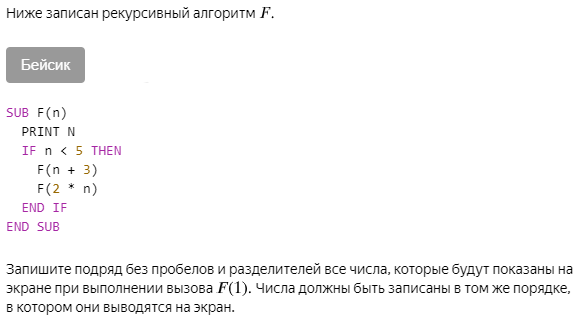 Ниже записан рекурсивный алгоритм F.
Бейсик
SUB F(n)
  PRINT N
  IF n < 5 THEN
    F(n + 3)
    F(2 * n)
  END IF
END SUB
Запишите подряд без пробелов и разделителей все числа, которые будут показаны на
экране при выполнении вызова F(1). Числа должны быть записаны в том же порядке,
в котором они выводятся на экран.